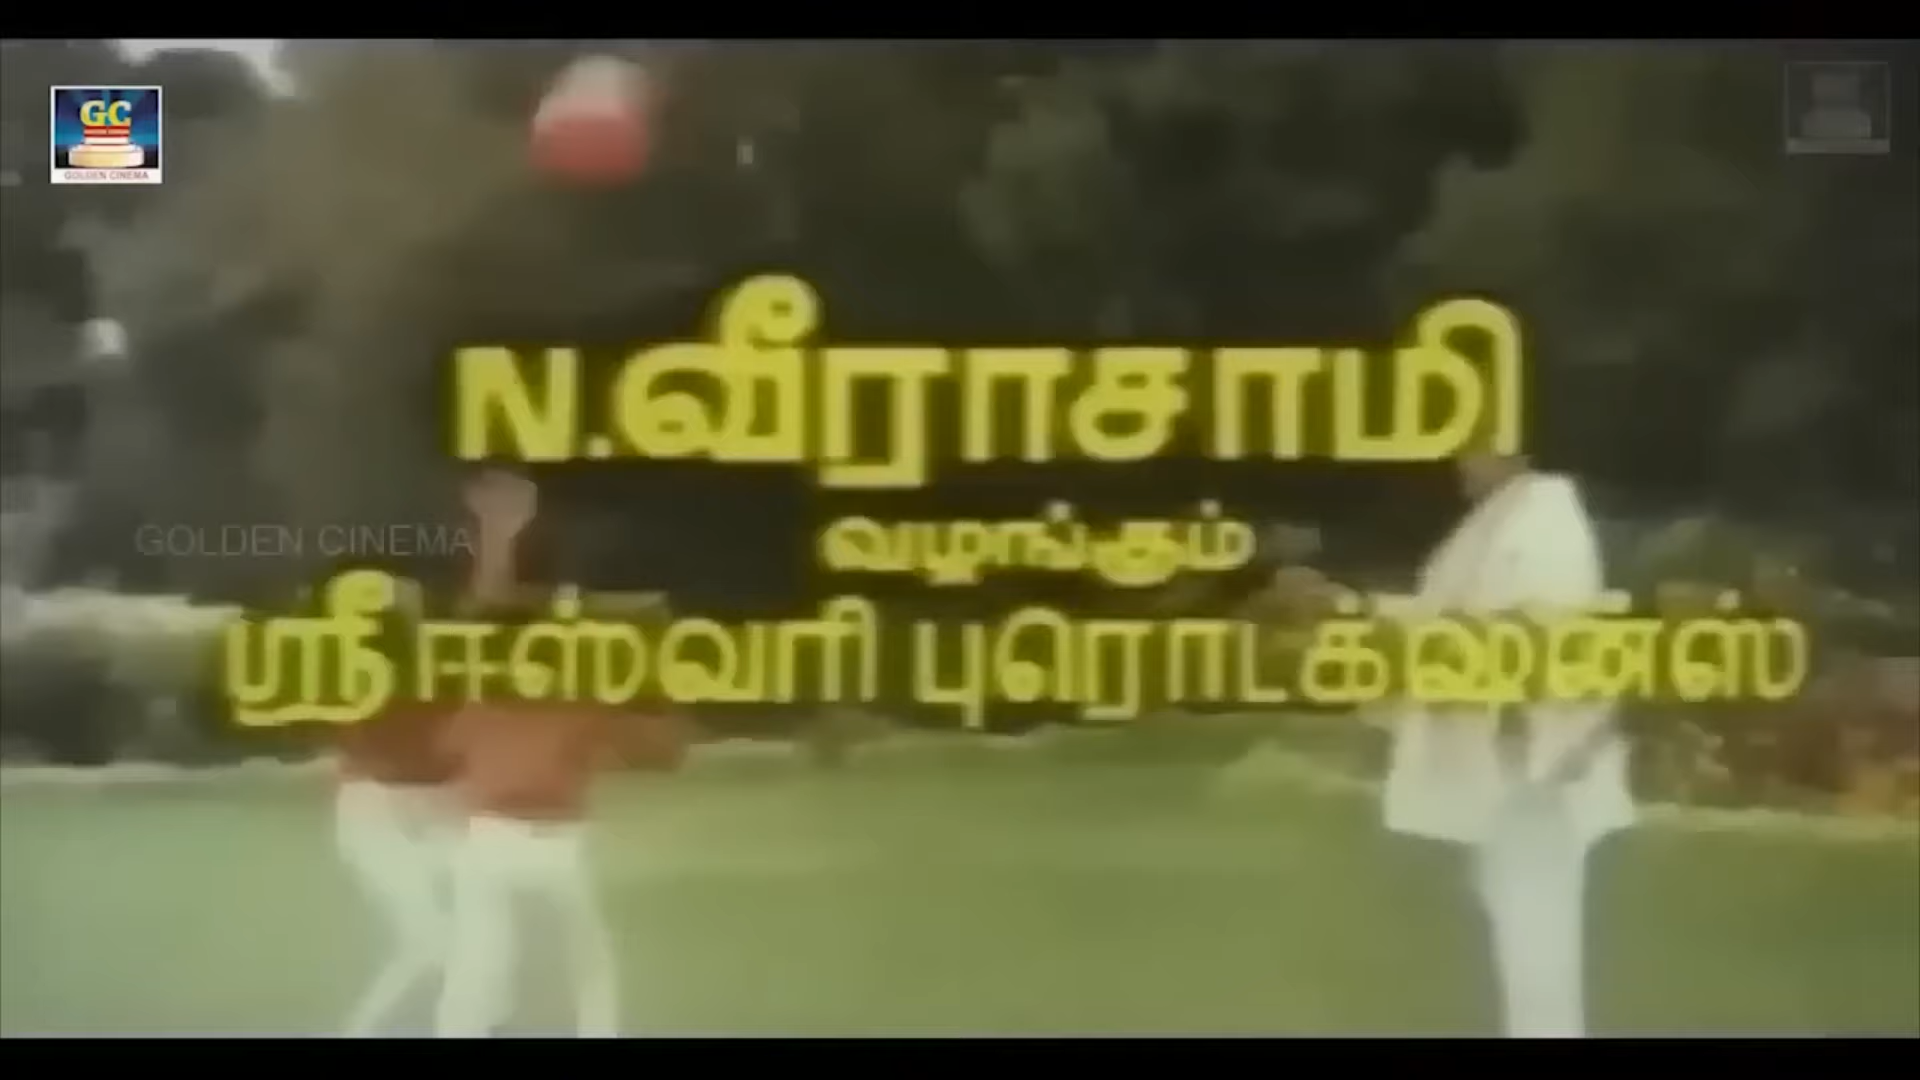 GC
GOLDEN CINEMA
N.வீராசாமி
வழங்கும்
GOLDEN CINEMA
ஸ்ரீ ஈஸ்வரி புரொடக்ஷன்ஸ்